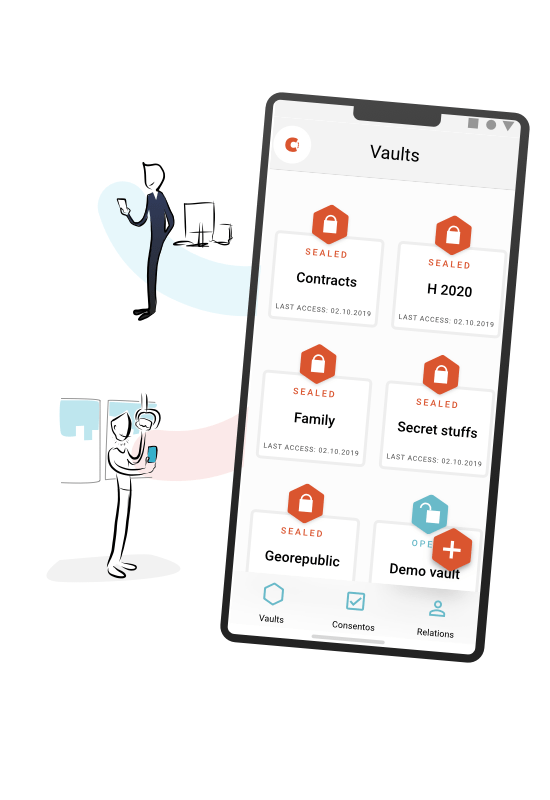 Vaults
SEALED
Contracts
LAST ACCESS: 02.10.2019
SEALED
H 2020
LAST ACCESS: 02.10.2019
SEALED
Family
LAST ACCESS: 02.10.2019
SEALED
Secret stuffs
LAST ACCESS: 02.10.2019
SEALED
Georepublic
OPE
Demo vault
Vaults
Consentos
Relations